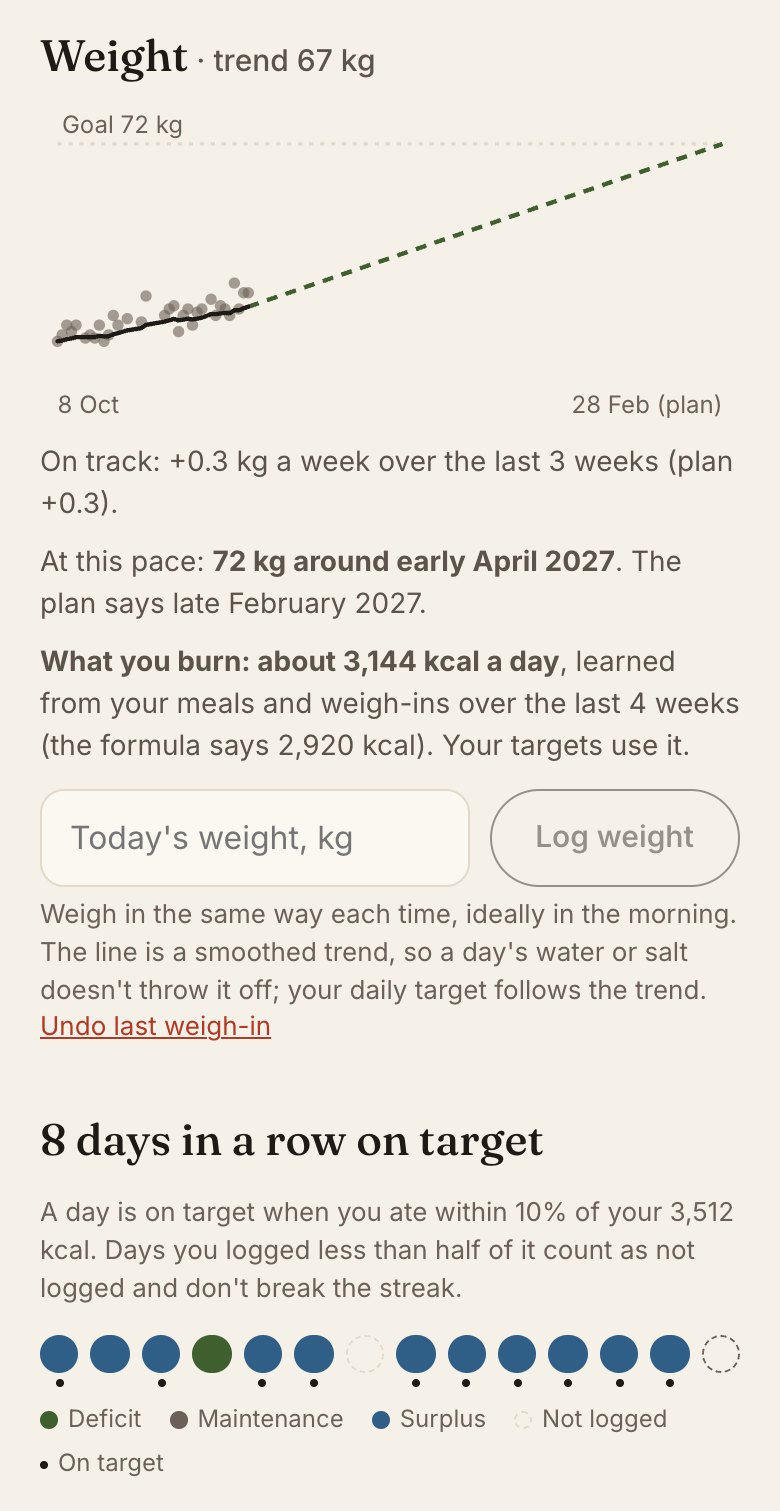 Weight · trend 67 kg
Goal 72 kg
8 Oct
28 Feb (plan)
On track: +0.3 kg a week over the last 3 weeks (plan
+0.3).
At this pace: 72 kg around early April 2027. The
plan says late February 2027.
What you burn: about 3,144 kcal a day, learned
from your meals and weigh-ins over the last 4 weeks
(the formula says 2,920 kcal). Your targets use it.
Today's weight, kg
Log weight
Weigh in the same way each time, ideally in the morning.
The line is a smoothed trend, so a day's water or salt
doesn't throw it off; your daily target follows the trend.
Undo last weigh-in
8 days in a row on target
A day is on target when you ate within 10% of your 3,512
kcal. Days you logged less than half of it count as not
logged and don't break the streak.
Deficit
Maintenance
Surplus
Not logged
On target